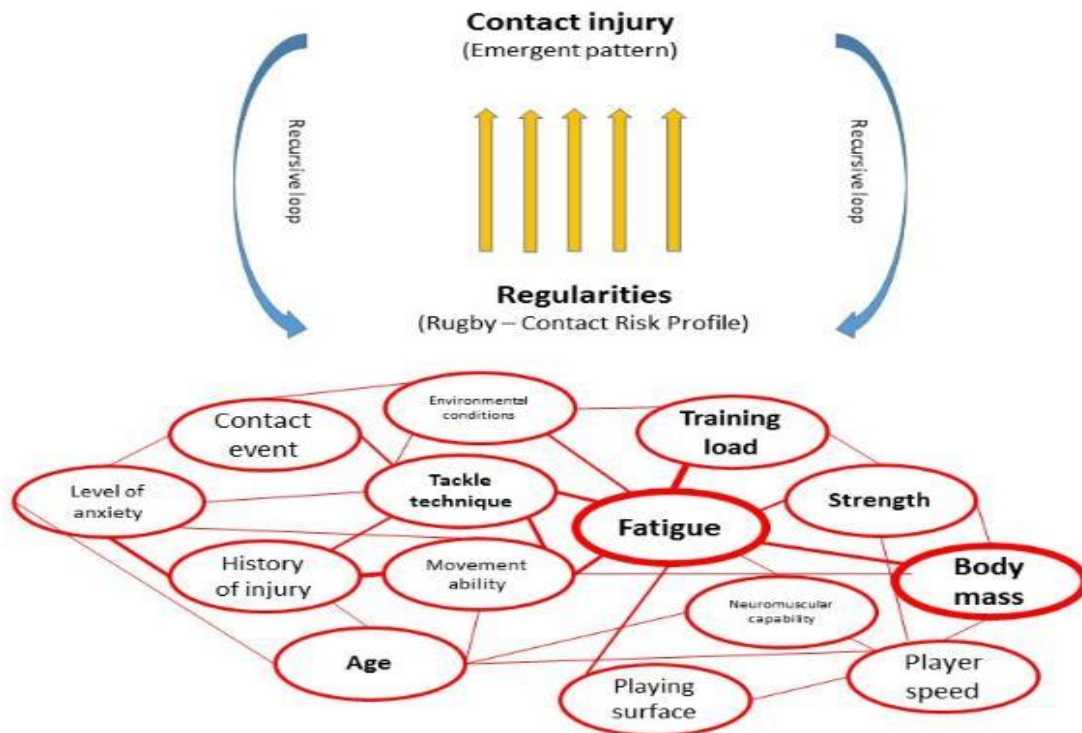 Contact injury
(Emergent pattern)
Recursive loop
Recursive loop
Regularities
(Rugby – Contact Risk Profile)
Environmental
conditions
Contact
event
Training
load
Level of
anxiety
Tackle
technique
Strength
Fatigue
History
of injury
Movement
ability
Body
mass
Neuromuscular
capability
Age
Player
speed
Playing
surface